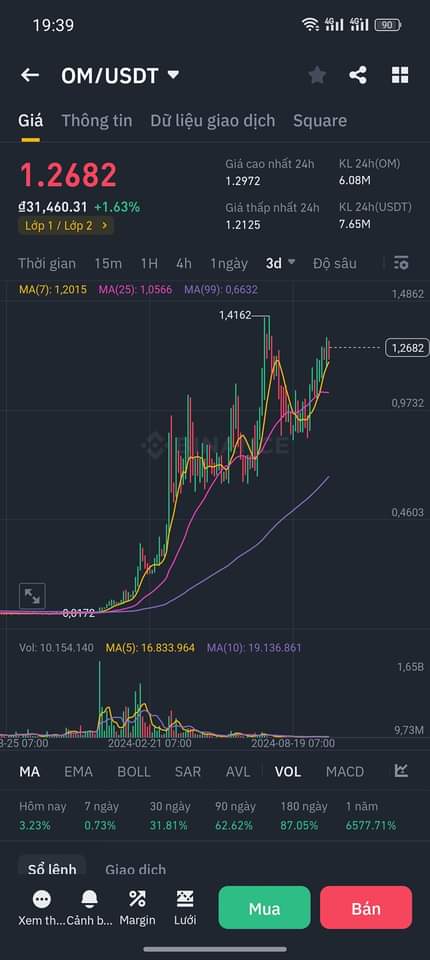 19:39
4G 4G 90
OM/USDT
Giá Thông tin Dữ liệu giao dịch Square
1.2682
₫31,460.31 +1.63%
Lớp 1 / Lớp 2 >
Giá cao nhất 24h KL 24h(OM)
1.2972 6.08M
Giá thấp nhất 24h KL 24h(USDT)
1.2125 7.65M
Thời gian 15m 1H 4h 1ngày 3d Độ sâu
MA(7): 1,2015 MA(25): 1,0566 MA(99): 0,6632
1,4862
1,4162
1,2682
0,9732
BINANCE
0,4603
0,0172
Vol: 10.154.140 MA(5): 16.833.964 MA(10): 19.136.861
1,65B
9,73M
8-25 07:00 2024-02-21 07:00 2024-08-19 07:00
MA EMA BOLL SAR AVL VOL MACD
Hôm nay 7 ngày 30 ngày 90 ngày 180 ngày 1 năm
3.23% 0.73% 31.81% 62.62% 87.05% 6577.71%
Sổ lệnh Giao dịch
Xem th... Cảnh b... Margin Lưới
Mua Bán